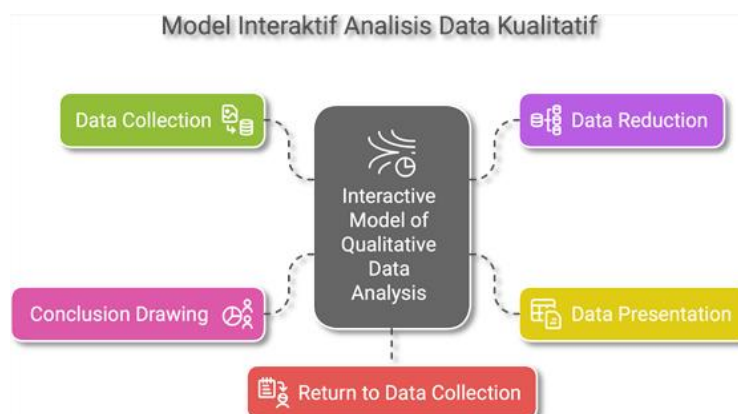 Model Interaktif Analisis Data Kualitatif
Data Collection
Data Reduction
Interactive
Model of
Qualitative
Data
Analysis
Conclusion Drawing
Data Presentation
Return to Data Collection